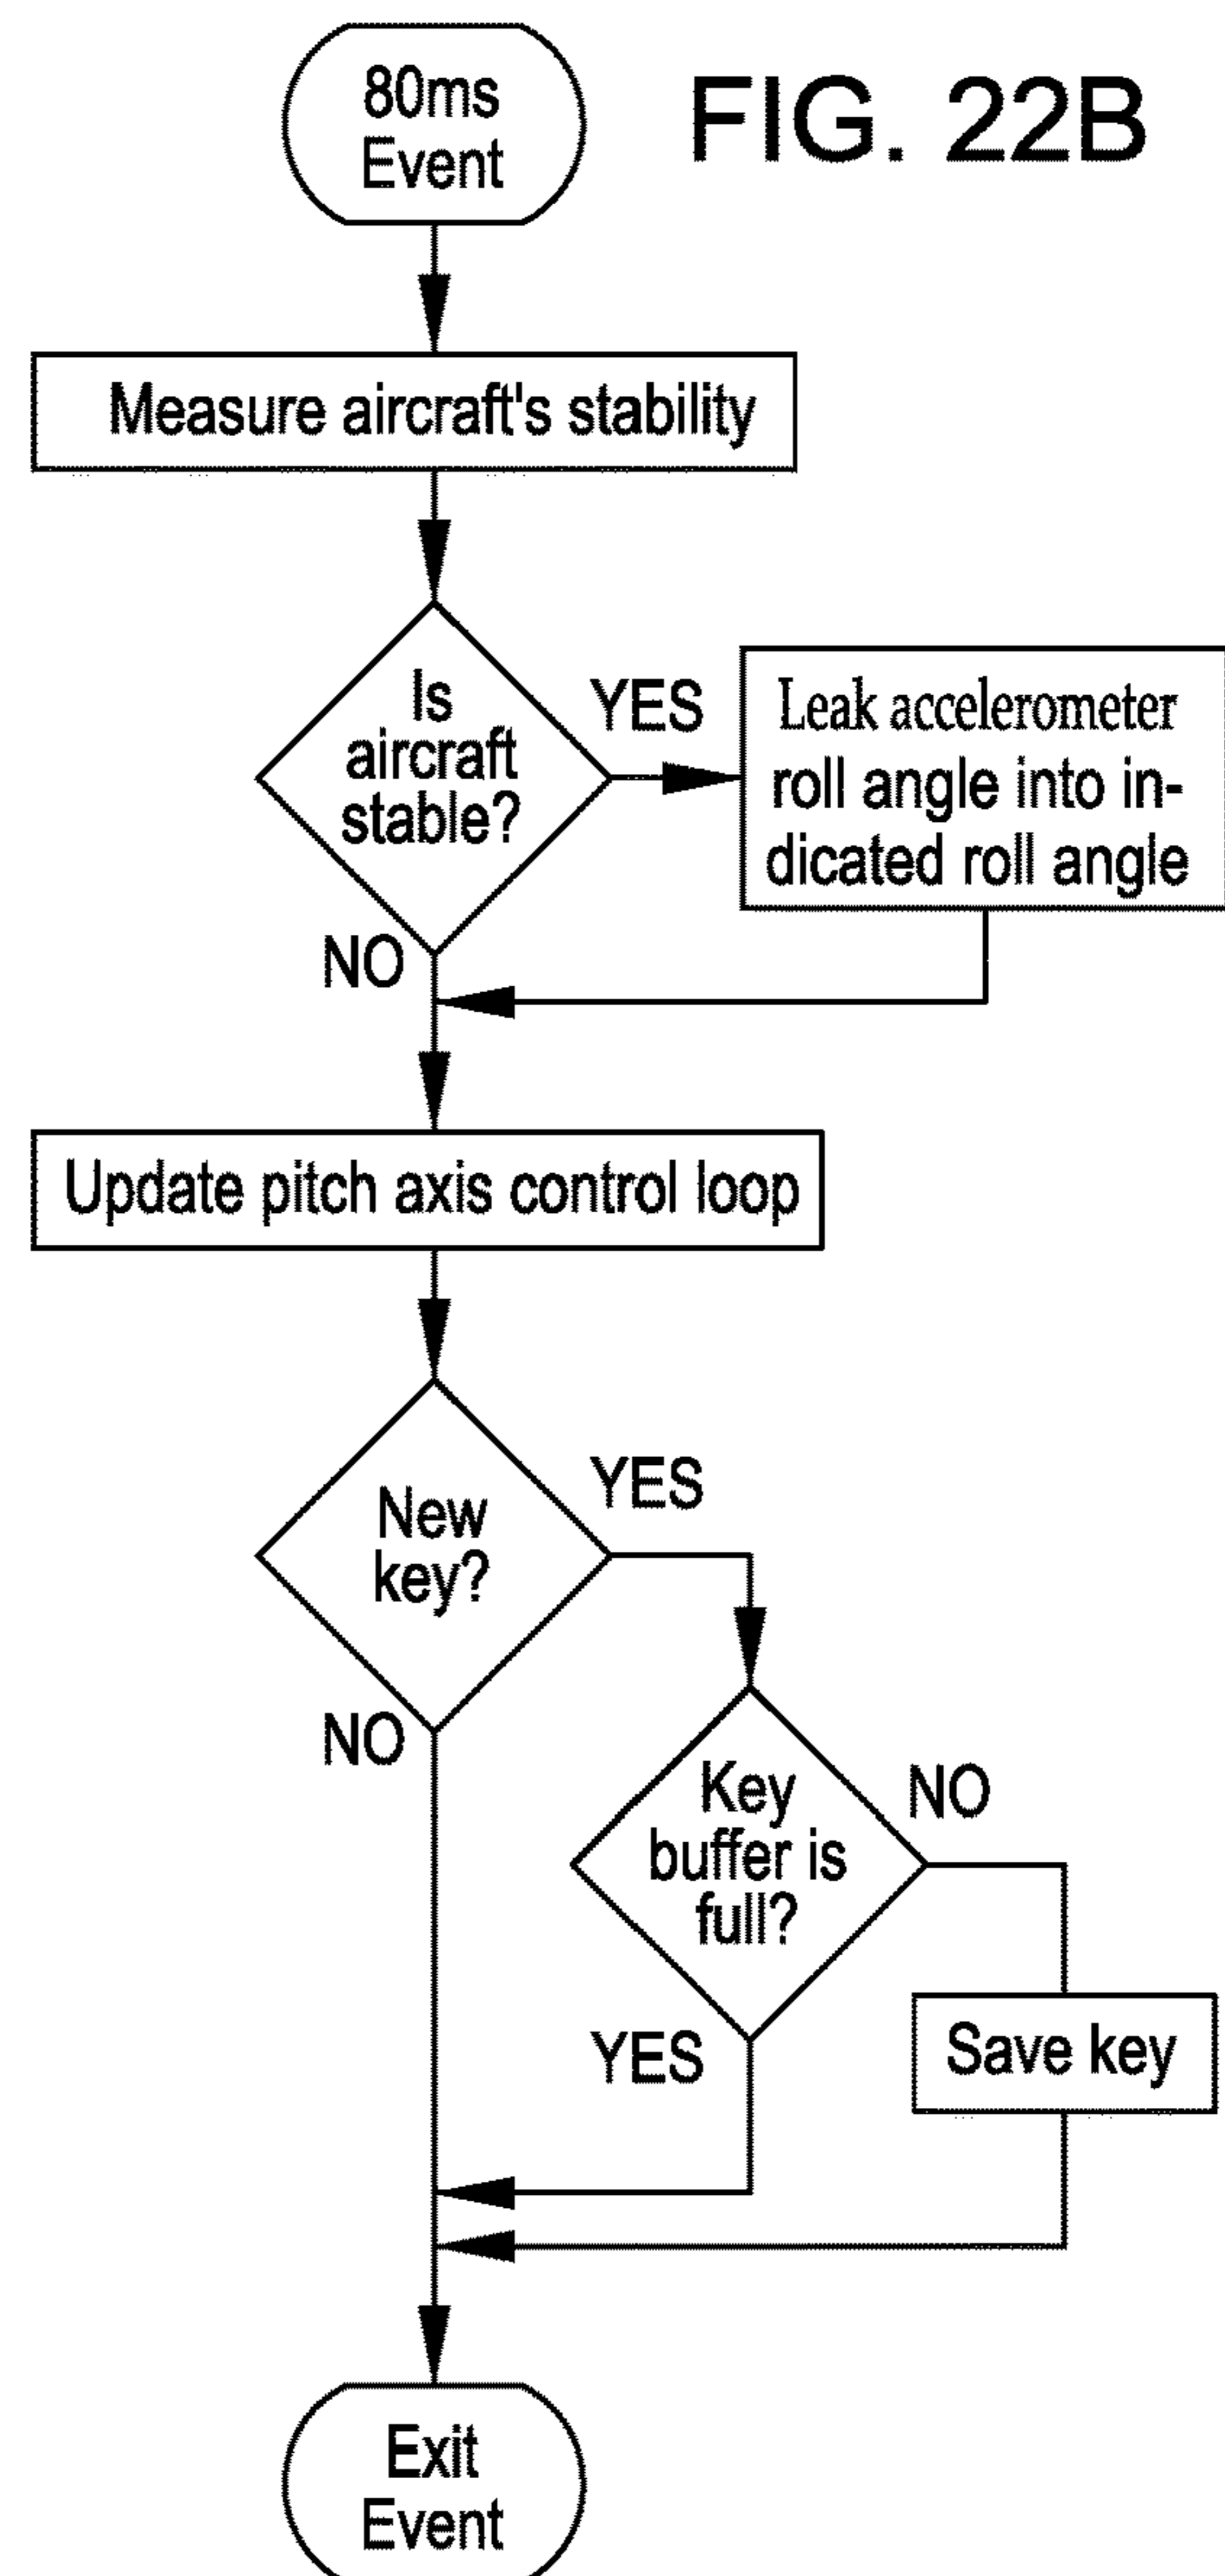 80ms
Event
FIG. 22B
Measure aircraft's stability
Is
aircraft
stable?
YES
Leak accelerometer
roll angle into in-
dicated roll angle
NO
Update pitch axis control loop
New
key?
YES
NO
Key
buffer is
full?
NO
YES
Save key
Exit
Event